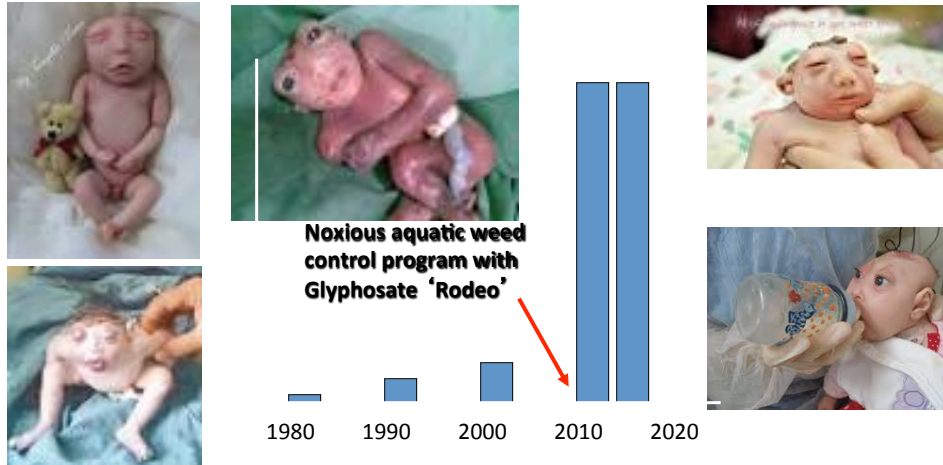 Noxious aquatic weed
control program with
Glyphosate ‘Rodeo’
1980
1990
2000
2010
2020